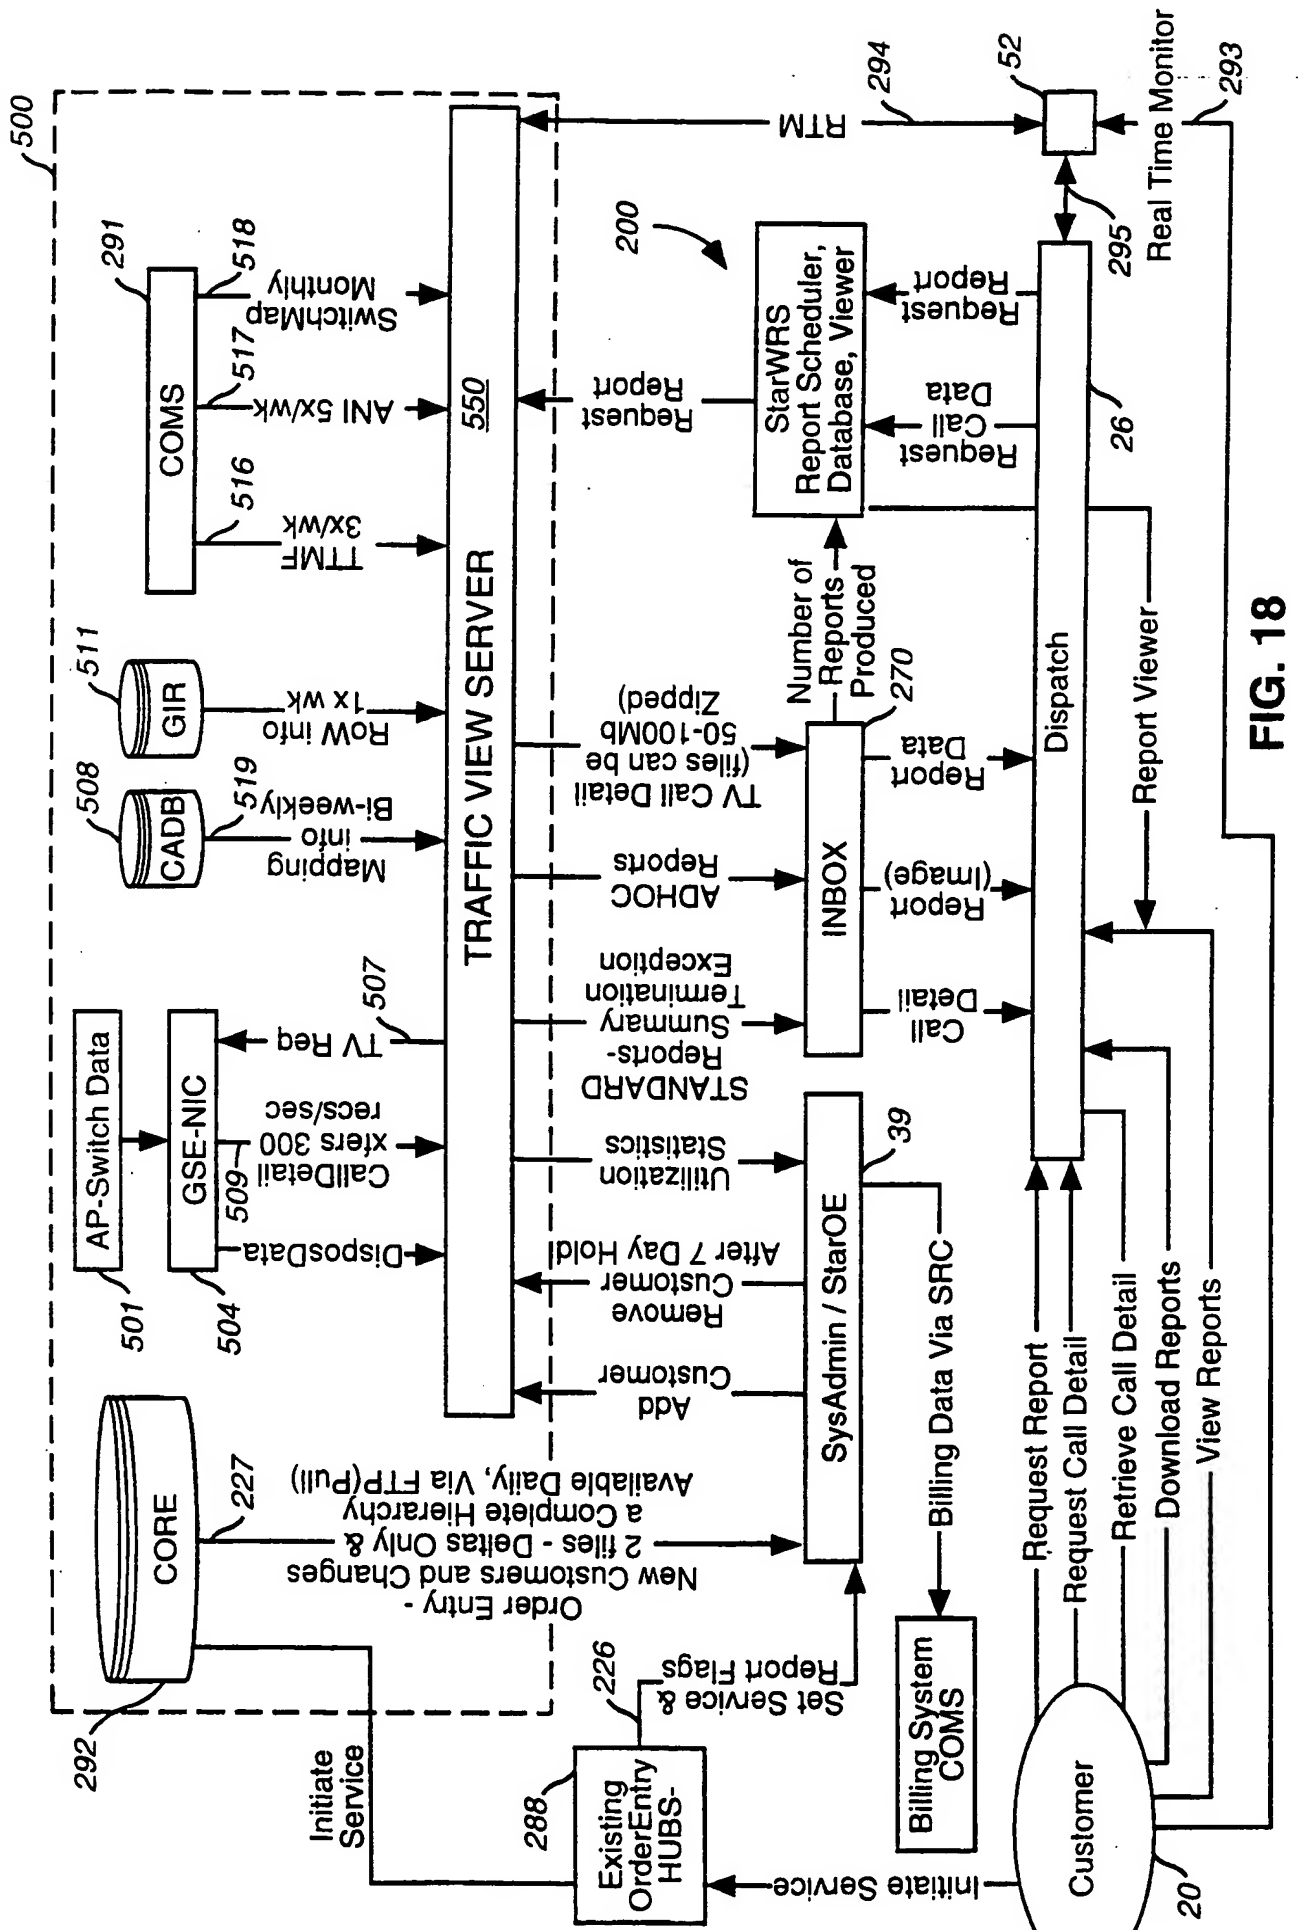 500
292
CORE
227
Initiate
Service
Order Entry -
New Customers and Changes
2 files - Deltas Only &
a Complete Hierarchy
Available Daily, Via FTP(Pull)
501
AP-Switch Data
504
GSE-NIC
DisposData
509
CallDetail
xfers 300
recs/sec
TV Req
507
508
CADB
519
Mapping
info
Bi-weekly
511
GIR
RoW info
1x wk
291
COMS
516
TTMF
3x/wk
517
ANI 5x/wk
518
SwitchMap
Monthly
TRAFFIC VIEW SERVER
550
288
Existing
OrderEntry
HUBS-
226
Set Service &
Report Flags
Add
Customer
Remove
Customer
After 7 Day Hold
Utilization
Statistics
STANDARD
Reports-
Summary
Termination
Exception
ADHOC
Reports
TV Call Detail
(files can be
50-100Mb
Zipped)
Request
Report
RTM
294
SysAdmin / StarOE
39
INBOX
270
Number of
Reports
Produced
StarWRS
Report Scheduler,
Database, Viewer
200
Billing System
COMS
Billing Data Via SRC
Call
Detail
Report
(Image)
Report
Data
Request
Call
Data
Request
Report
52
295
Dispatch
26
Initiate Service
Customer
20
Request Report
Request Call Detail
Retrieve Call Detail
Download Reports
View Reports
Report Viewer
Real Time Monitor
293
FIG. 18